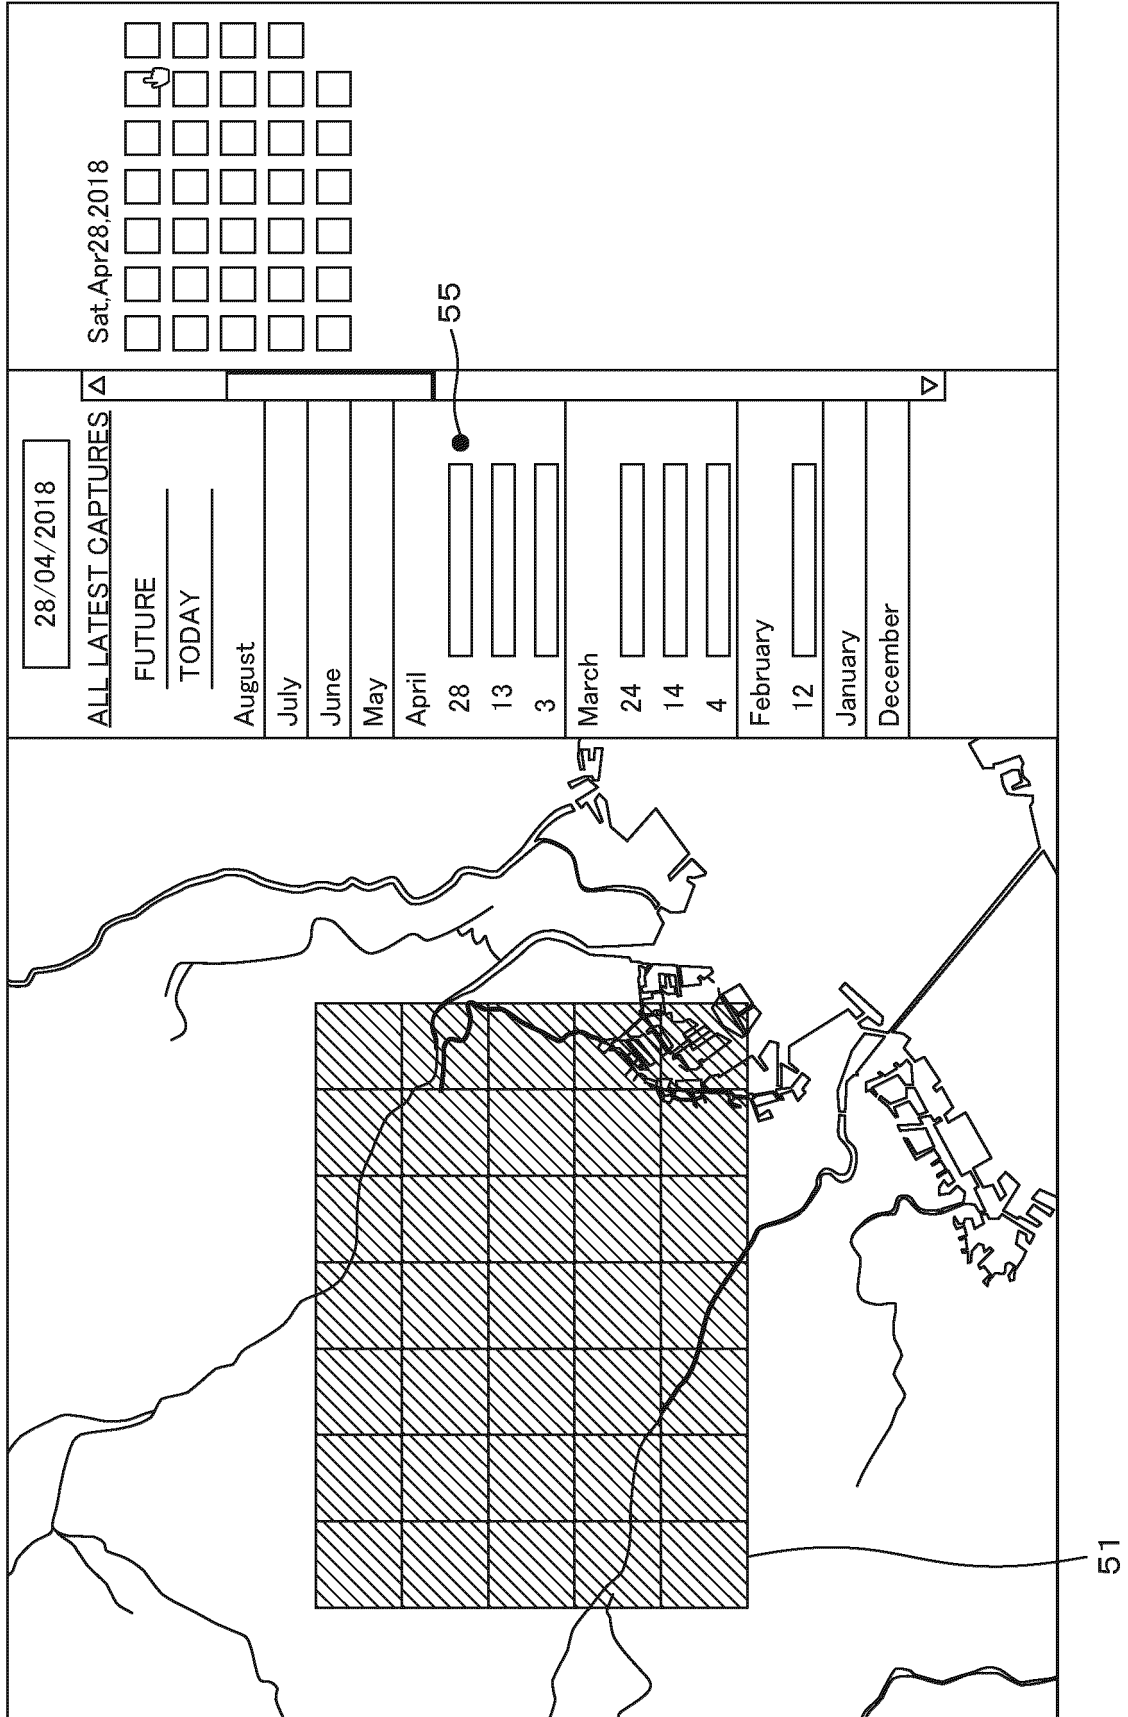 28/04/2018
ALL LATEST CAPTURES
FUTURE
TODAY
August
July
June
May
April
28
13
3
March
24
14
4
February
12
January
December
Sat,Apr28,2018
55
51